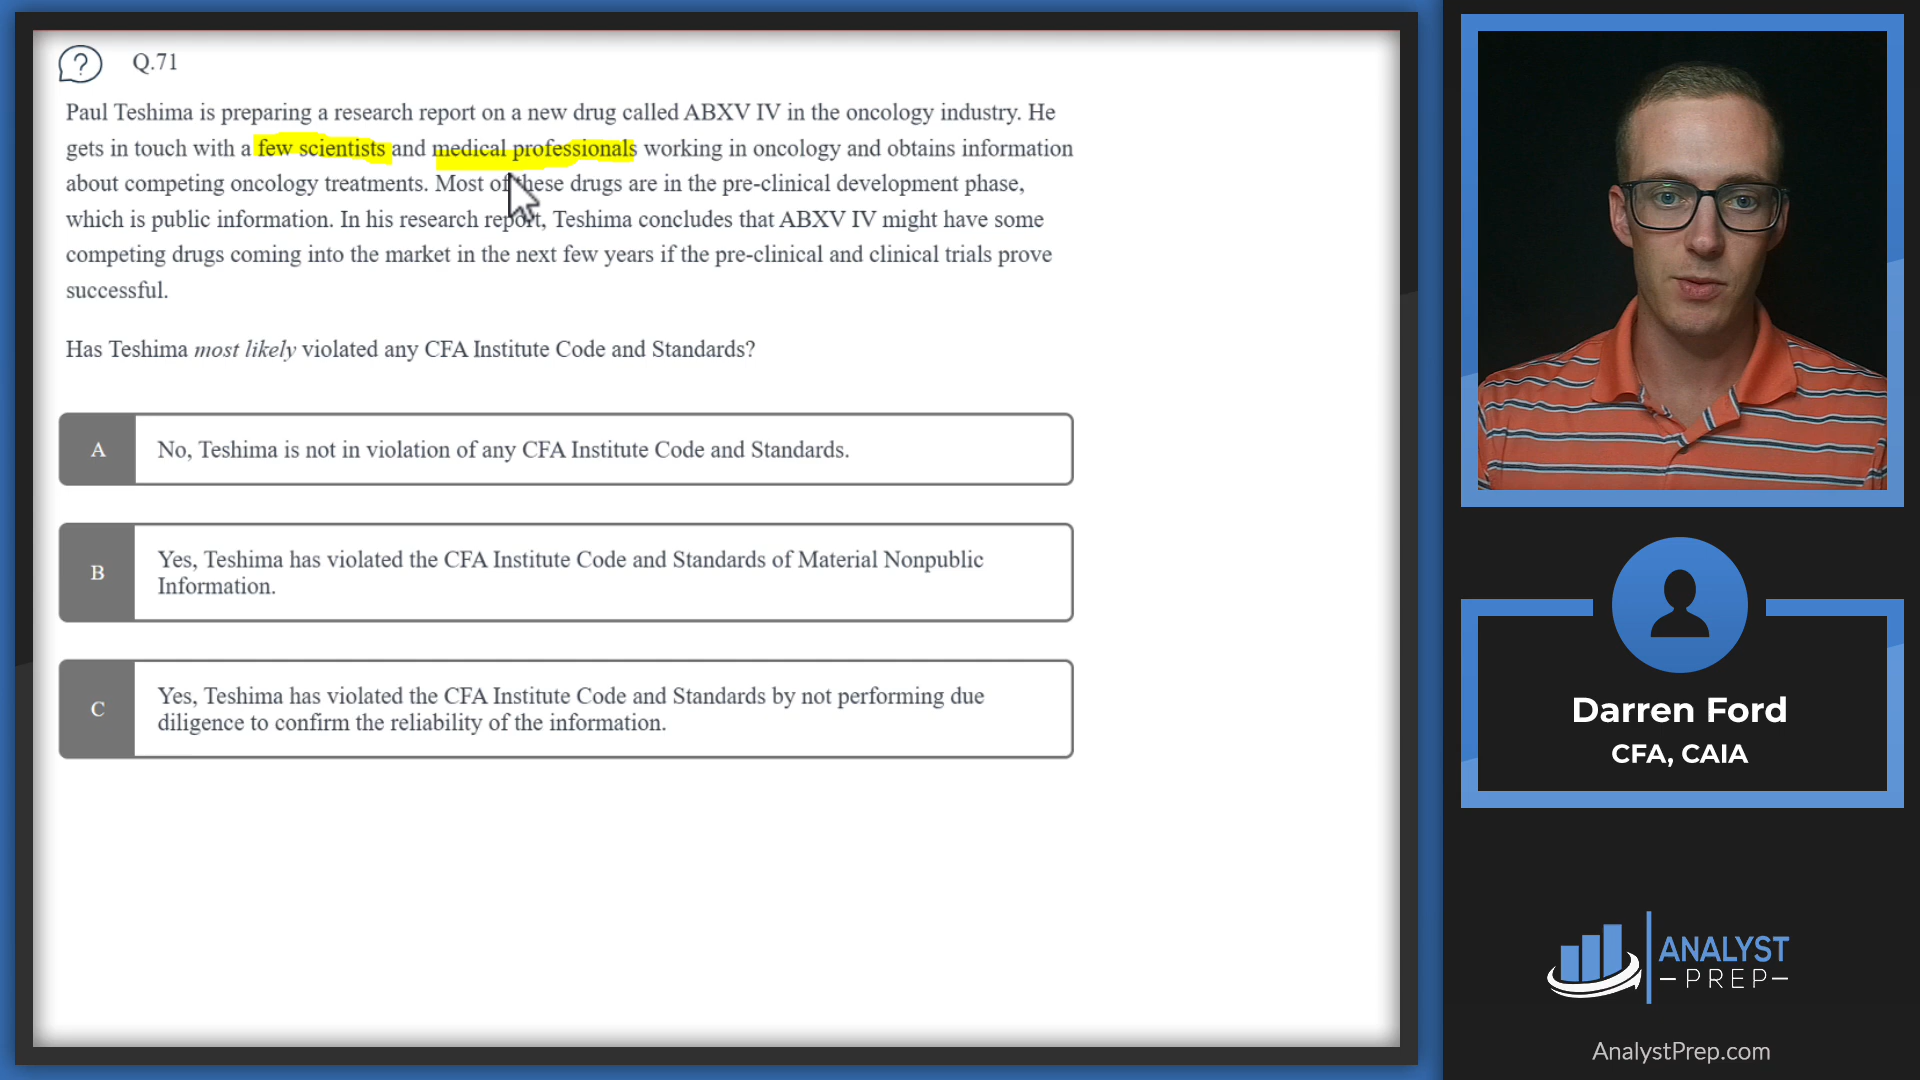 ?
Q.71
Paul Teshima is preparing a research report on a new drug called ABXV IV in the oncology industry. He
gets in touch with a few scientists and medical professionals working in oncology and obtains information
about competing oncology treatments. Most of these drugs are in the pre-clinical development phase,
which is public information. In his research report, Teshima concludes that ABXV IV might have some
competing drugs coming into the market in the next few years if the pre-clinical and clinical trials prove
successful.
Has Teshima most likely violated any CFA Institute Code and Standards?
A
No, Teshima is not in violation of any CFA Institute Code and Standards.
B
Yes, Teshima has violated the CFA Institute Code and Standards of Material Nonpublic
Information.
C
Yes, Teshima has violated the CFA Institute Code and Standards by not performing due
diligence to confirm the reliability of the information.
Darren Ford
CFA, CAIA
ANALYST
PREP
AnalystPrep.com